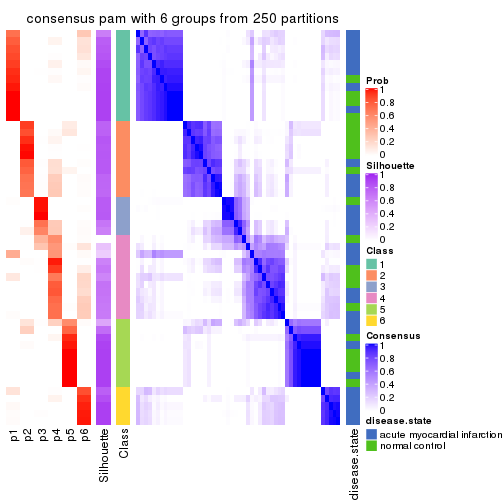 consensus pam with 6 groups from 250 partitions
Prob
1
0.8
0.6
0.4
0.2
0
Silhouette
1
0.8
0.6
0.4
0.2
0
Class
1
2
3
4
5
6
Consensus
1
0.8
0.6
0.4
0.2
0
disease.state
acute myocardial infarction
normal control
p1
p2
p3
p4
p5
p6
Silhouette
Class
disease.state